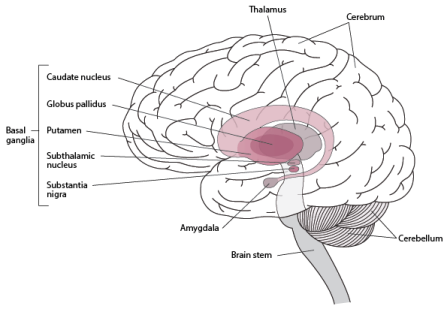 Thalamus
Cerebrum
Caudate nucleus
Globus pallidus
Basal
ganglia
Putamen
Subthalamic
nucleus
Substantia
nigra
Amygdala
Brain stem
Cerebellum